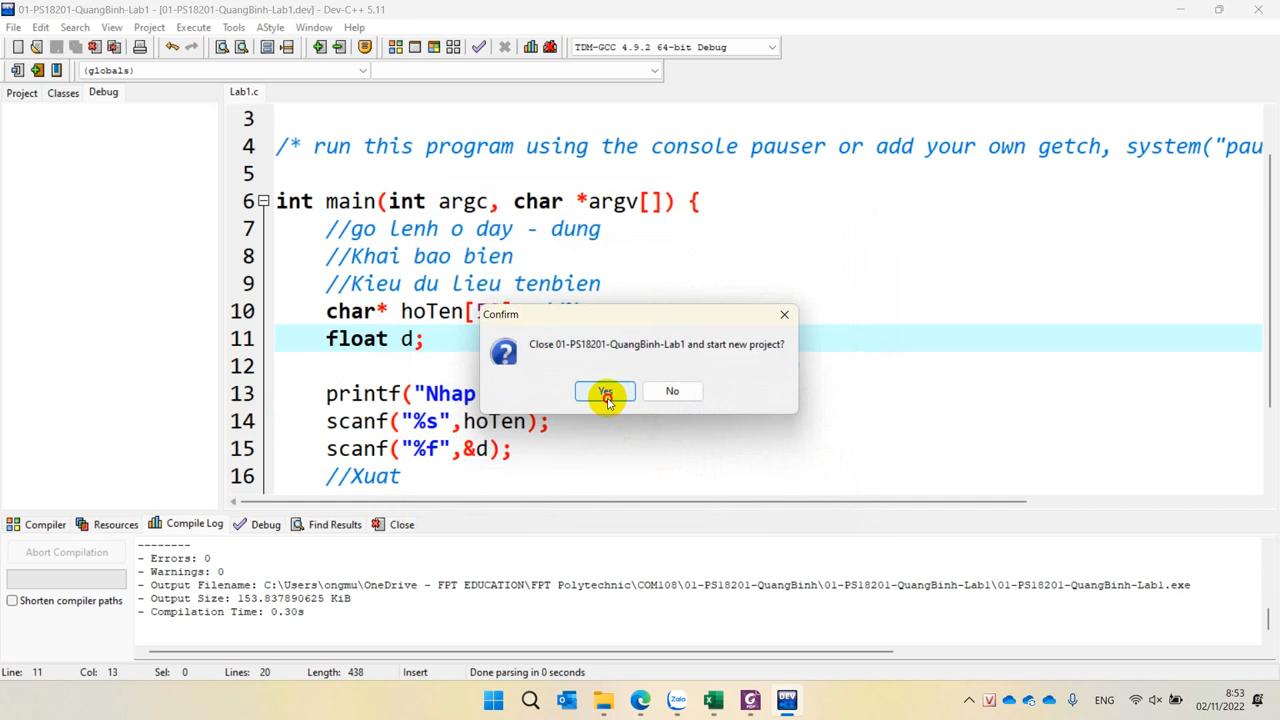 01-PS18201-QuangBinh-Lab1 - [01-PS18201-QuangBinh-Lab1.dev] - Dev-C++ 5.11
File Edit Search View Project Execute Tools AStyle Window Help
TDM-GCC 4.9.2 64-bit Debug
(globals)
Project Classes Debug
Lab1.c
3
4 /* run this program using the console pauser or add your own getch, system("pau
5
6 int main(int argc, char *argv[]) {
7 //go lenh o day - dung
8 //Khai bao bien
9 //Kieu du lieu tenbien
10 char* hoTen[
11 float d;
12
13 printf("Nhap
14 scanf("%s",hoTen);
15 scanf("%f",&d);
16 //Xuat
Confirm
Close 01-PS18201-QuangBinh-Lab1 and start new project?
Yes No
Compiler Resources Compile Log Debug Find Results Close
Abort Compilation
Shorten compiler paths
--------
- Errors: 0
- Warnings: 0
- Output Filename: C:\Users\ongmu\OneDrive - FPT EDUCATION\FPT Polytechnic\COM108\01-PS18201-QuangBinh\01-PS18201-QuangBinh-Lab1\01-PS18201-QuangBinh-Lab1.exe
- Output Size: 153.837890625 KiB
- Compilation Time: 0.30s
Line: 11 Col: 13 Sel: 0 Lines: 20 Length: 438 Insert Done parsing in 0 seconds
Zalo
DEV
ENG
8:53
02/11/2022